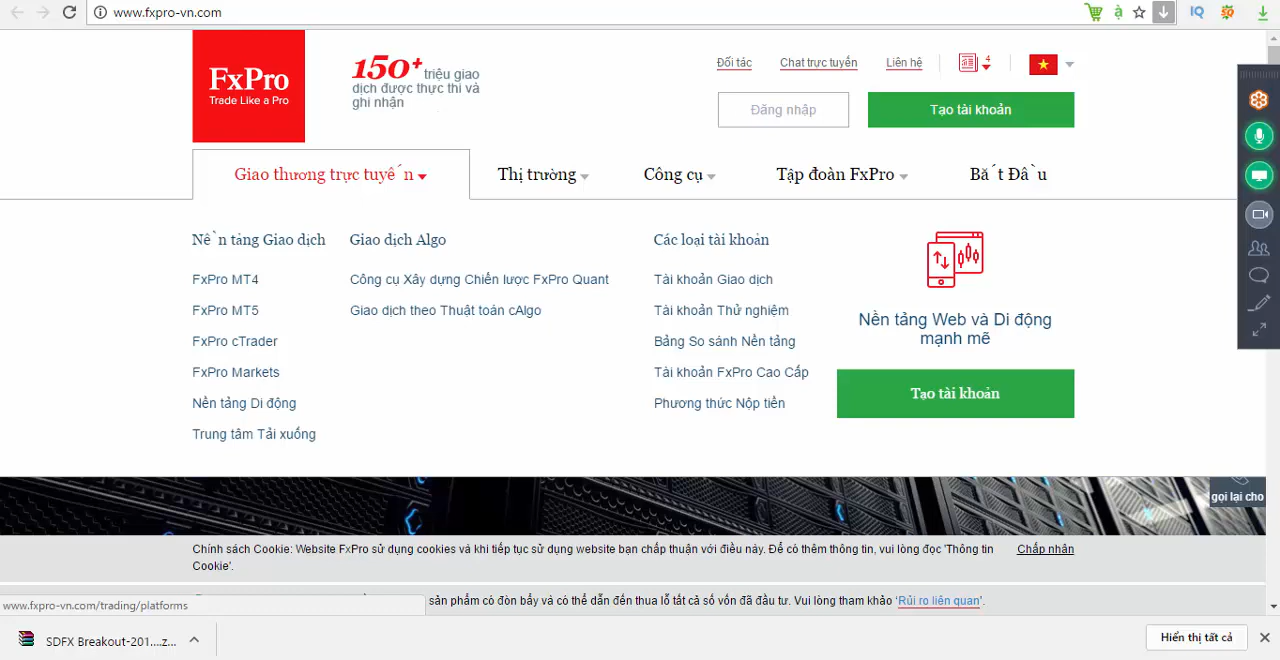 www.fxpro-vn.com
IQ
FxPro
Trade Like a Pro
150+ triệu giao
dịch được thực thi và
ghi nhận
Đối tác
Chat trực tuyến
Liên hệ
4
Đăng nhập
Tạo tài khoản
Giao thương trực tuyến
Thị trường
Công cụ
Tập đoàn FxPro
Bắt Đầu
Nền tảng Giao dịch
FxPro MT4
FxPro MT5
FxPro cTrader
FxPro Markets
Nền tảng Di động
Trung tâm Tải xuống
Giao dịch Algo
Công cụ Xây dựng Chiến lược FxPro Quant
Giao dịch theo Thuật toán cAlgo
Các loại tài khoản
Tài khoản Giao dịch
Tài khoản Thử nghiệm
Bảng So sánh Nền tảng
Tài khoản FxPro Cao Cấp
Phương thức Nộp tiền
Nền tảng Web và Di động
mạnh mẽ
Tạo tài khoản
gọi lại cho
Chính sách Cookie: Website FxPro sử dụng cookies và khi tiếp tục sử dụng website bạn chấp thuận với điều này. Để có thêm thông tin, vui lòng đọc 'Thông tin
Cookie'.
Chấp nhân
sản phẩm có đòn bẩy và có thể dẫn đến thua lỗ tất cả số vốn đã đầu tư. Vui lòng tham khảo 'Rủi ro liên quan'.
www.fxpro-vn.com/trading/platforms
SDFX Breakout-201....z...
Hiển thị tất cả